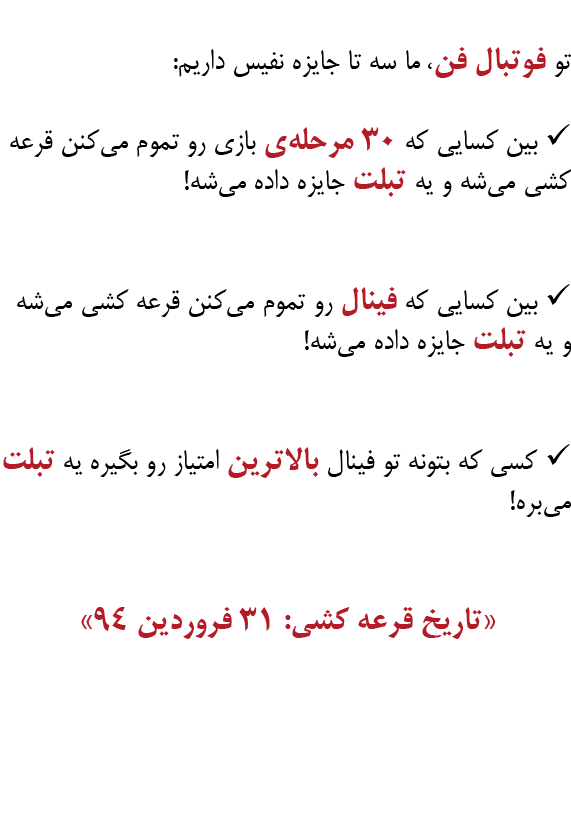 تو فوتبال فن، ما سه تا جایزه نفیس داریم:
✓ بین کسایی که ۳۰ مرحله‌ی بازی رو تموم می‌کنن قرعه
کشی می‌شه و یه تبلت جایزه داده می‌شه!
✓ بین کسایی که فینال رو تموم می‌کنن قرعه کشی می‌شه
و یه تبلت جایزه داده می‌شه!
✓ کسی که بتونه تو فینال بالاترین امتیاز رو بگیره یه تبلت
می‌بره!
«تاریخ قرعه کشی: ۳۱ فروردین ۹۴»